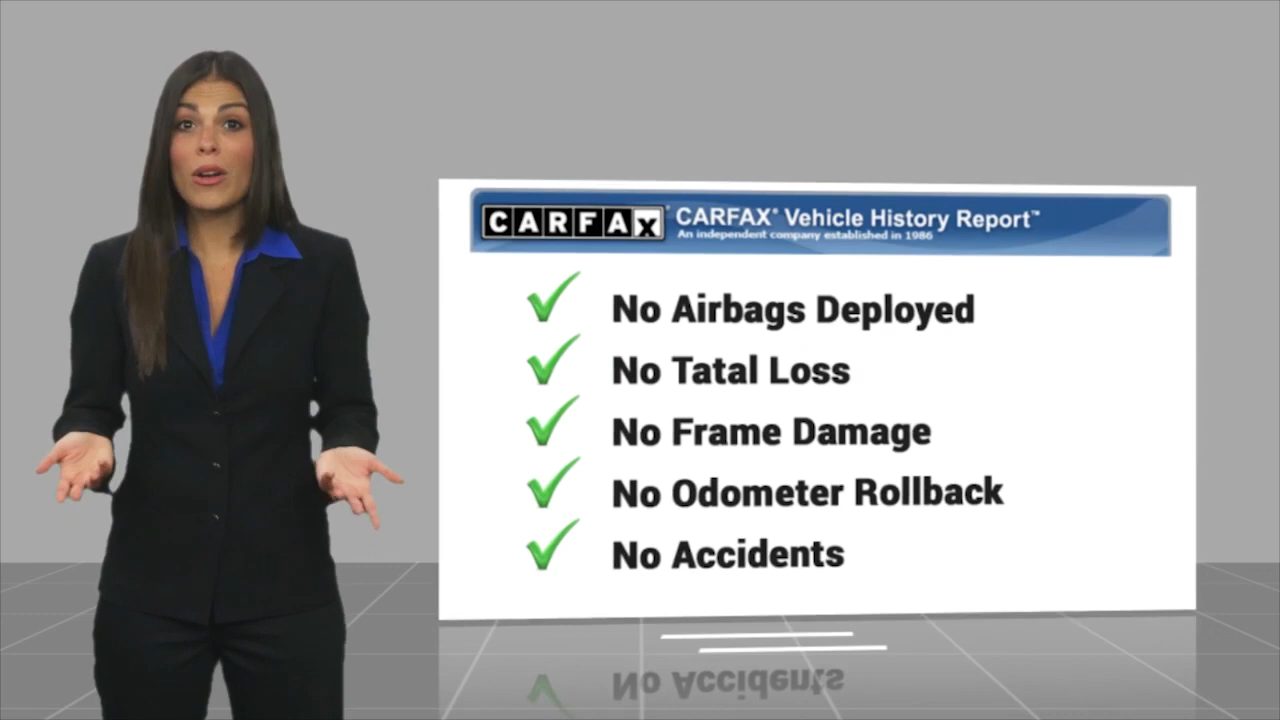 CARFAX CARFAX® Vehicle History Report™
An independent company established in 1986
No Airbags Deployed
No Tatal Loss
No Frame Damage
No Odometer Rollback
No Accidents
No Accidents